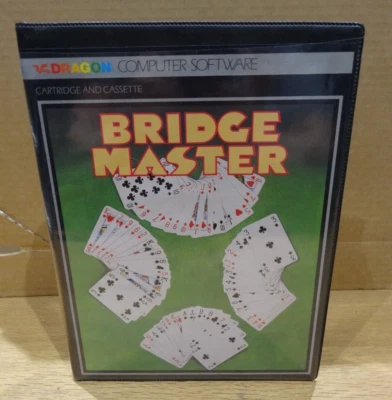 DRAGON COMPUTER SOFTWARE
CARTRIDGE AND CASSETTE
BRIDGE
MASTER